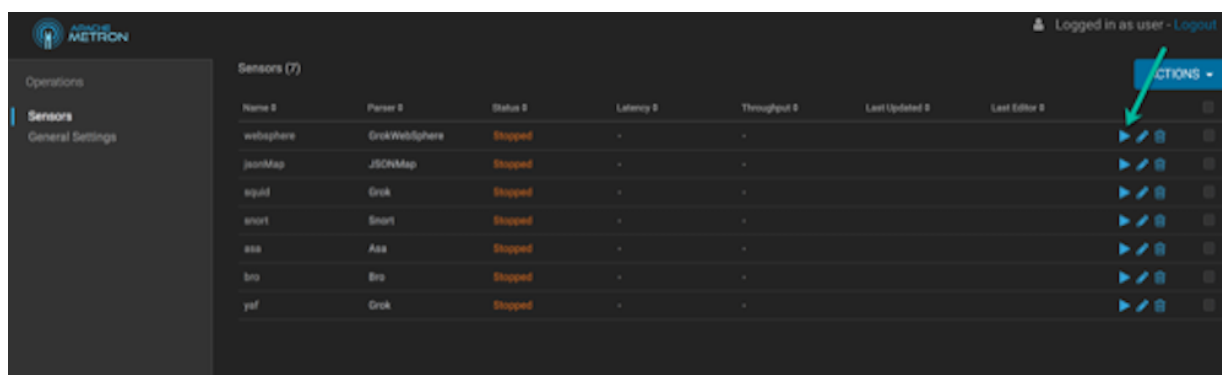 APACHE
METRON
Logged in as user - Logout
Operations
Sensors
General Settings
Sensors (7)
ACTIONS
Name Parser Status Latency Throughput Last Updated Last Editor
websphere GrokWebSphere Stopped - -
jsonMap JSONMap Stopped - -
squid Grok Stopped - -
snort Snort Stopped - -
asa Asa Stopped - -
bro Bro Stopped - -
yaf Grok Stopped - -